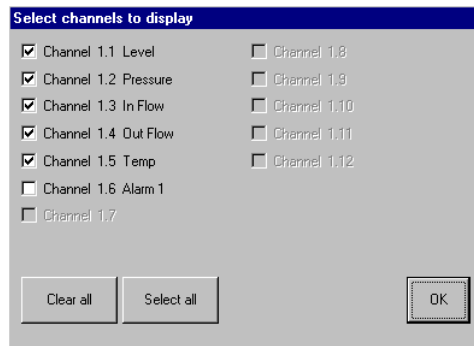 Select channels to display
Channel 1.1 Level
Channel 1.2 Pressure
Channel 1.3 In Flow
Channel 1.4 Out Flow
Channel 1.5 Temp
Channel 1.6 Alarm 1
Channel 1.7
Channel 1.8
Channel 1.9
Channel 1.10
Channel 1.11
Channel 1.12
Clear all
Select all
OK